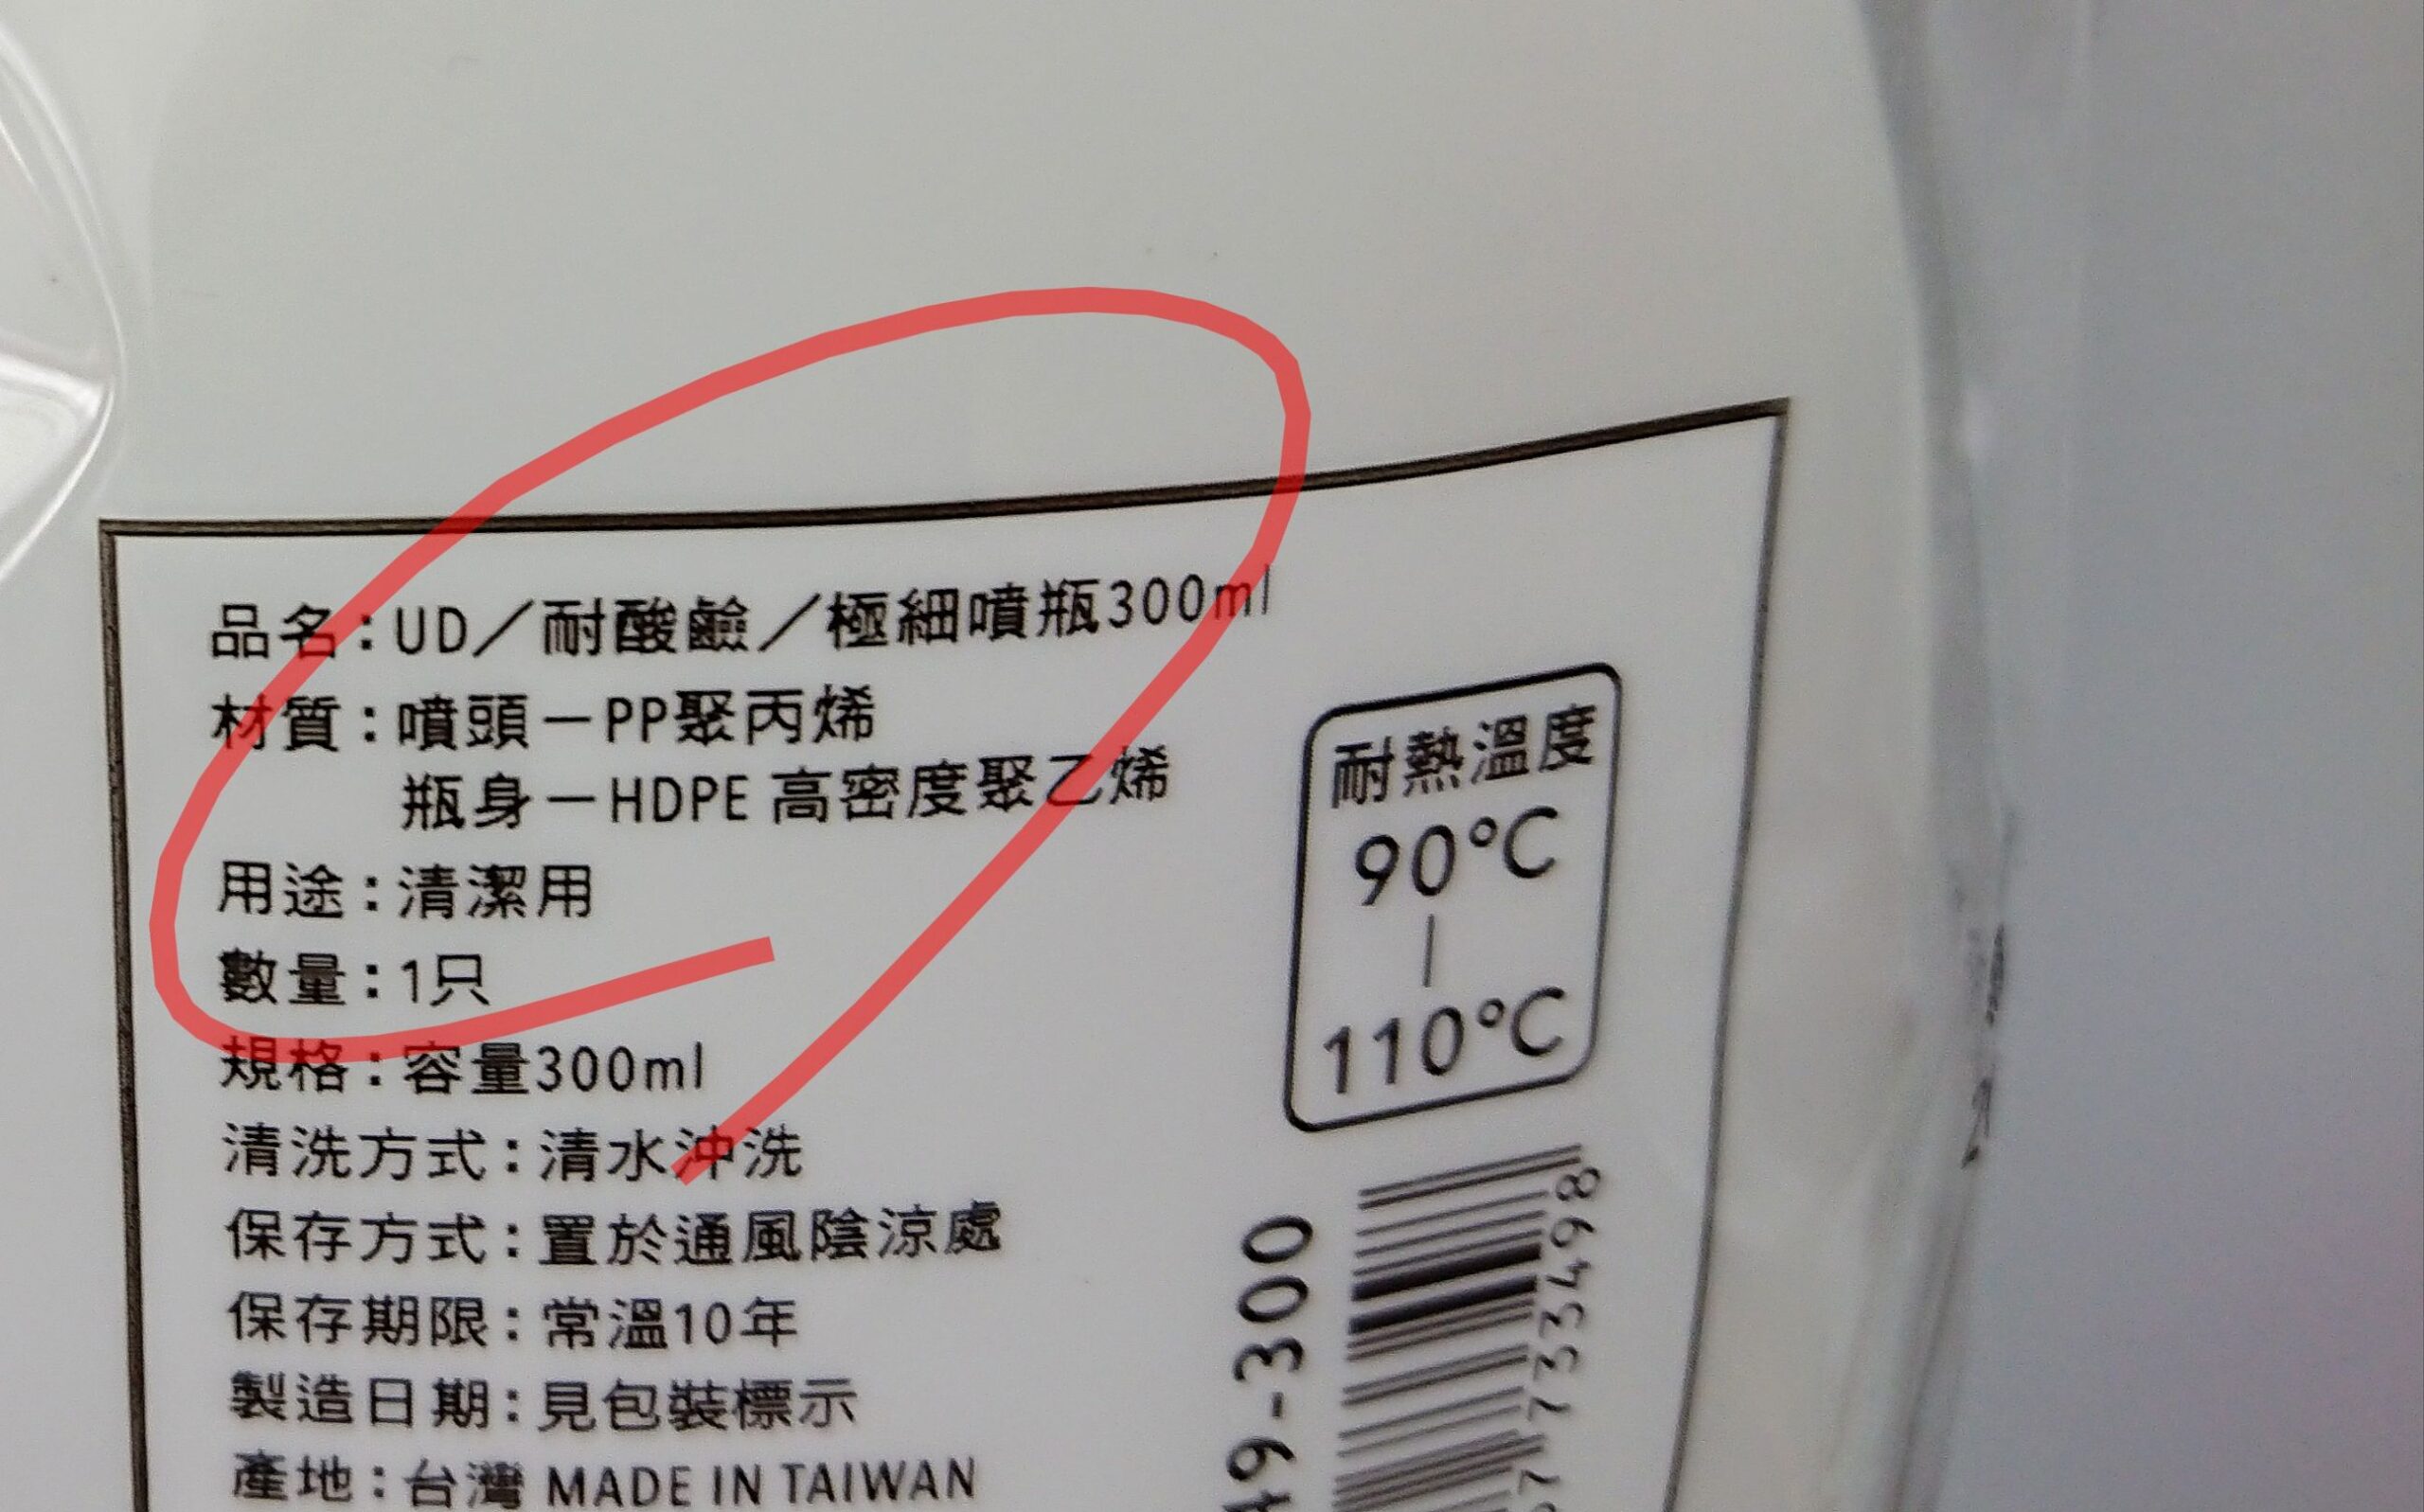 品名：UD／耐酸鹼／極細噴瓶300ml
材質：噴頭－PP聚丙烯
瓶身－HDPE 高密度聚乙烯
用途：清潔用
數量：1只
規格：容量300ml
清洗方式：清水沖洗
保存方式：置於通風陰涼處
保存期限：常溫10年
製造日期：見包裝標示
產地：台灣 MADE IN TAIWAN
耐熱溫度
90°C
｜
110°C
49-300
7733498